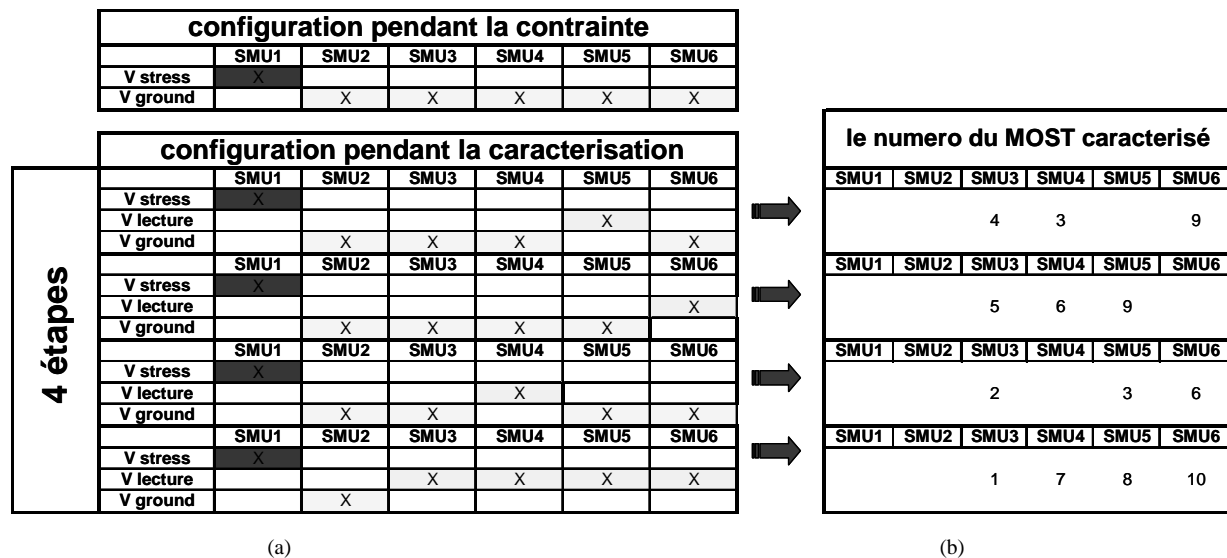 configuration pendant la contrainte
SMU1 SMU2 SMU3 SMU4 SMU5 SMU6
V stress X
V ground X X X X X
configuration pendant la caracterisation
le numero du MOST caracterisé
4 étapes
SMU1 SMU2 SMU3 SMU4 SMU5 SMU6
V stress X
V lecture X
V ground X X X X
SMU1 SMU2 SMU3 SMU4 SMU5 SMU6
4 3 9
SMU1 SMU2 SMU3 SMU4 SMU5 SMU6
V stress X
V lecture X
V ground X X X X
SMU1 SMU2 SMU3 SMU4 SMU5 SMU6
5 6 9
SMU1 SMU2 SMU3 SMU4 SMU5 SMU6
V stress X
V lecture X
V ground X X X X
SMU1 SMU2 SMU3 SMU4 SMU5 SMU6
2 3 6
SMU1 SMU2 SMU3 SMU4 SMU5 SMU6
V stress X
V lecture X X X X
V ground X
SMU1 SMU2 SMU3 SMU4 SMU5 SMU6
1 7 8 10
(a) (b)